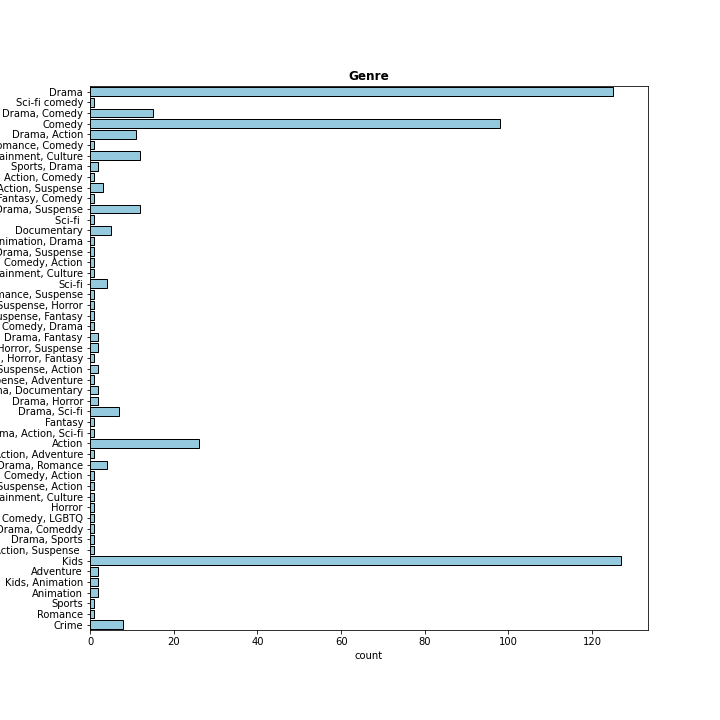 Genre
Drama
Sci-fi comedy
Drama, Comedy
Comedy
Drama, Action
omance, Comedy
ainment, Culture
Sports, Drama
Action, Comedy
Action, Suspense
Fantasy, Comedy
Drama, Suspense
Sci-fi
Documentary
nimation, Drama
Drama, Suspense
Comedy, Action
ainment, Culture
Sci-fi
nance, Suspense
Suspense, Horror
uspense, Fantasy
Comedy, Drama
Drama, Fantasy
Horror, Suspense
, Horror, Fantasy
Suspense, Action
pense, Adventure
na, Documentary
Drama, Horror
Drama, Sci-fi
Fantasy
ma, Action, Sci-fi
Action
Action, Adventure
Drama, Romance
Comedy, Action
Suspense, Action
ainment, Culture
Horror
Comedy, LGBTQ
Drama, Comeddy
Drama, Sports
Action, Suspense
Kids
Adventure
Kids, Animation
Animation
Sports
Romance
Crime
0 20 40 60 80 100 120
count